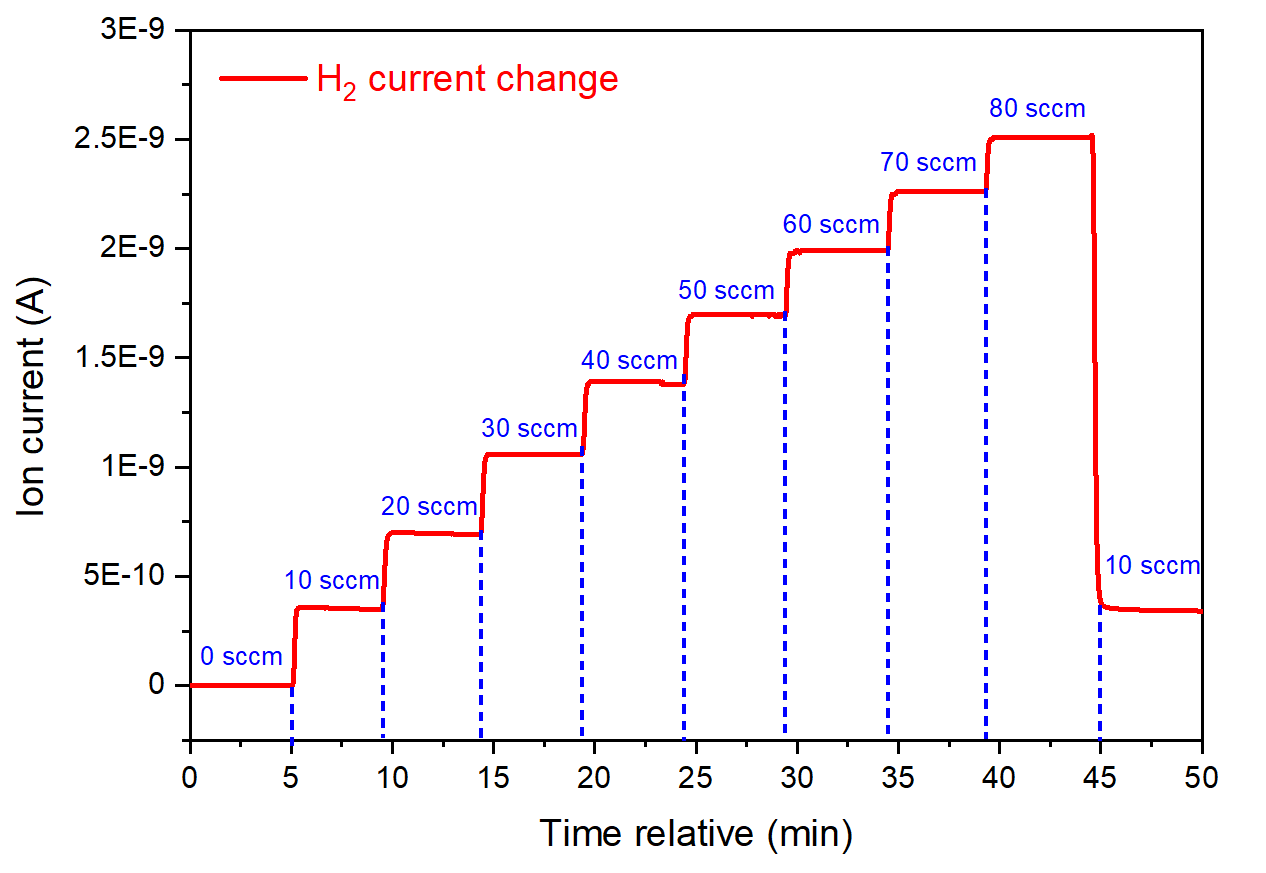 3E-9
H2 current change
80 sccm
2.5E-9
70 sccm
60 sccm
2E-9
50 sccm
40 sccm
1.5E-9
30 sccm
Ion current (A)
1E-9
20 sccm
5E-10
10 sccm
10 sccm
0 sccm
0
0 5 10 15 20 25 30 35 40 45 50
Time relative (min)